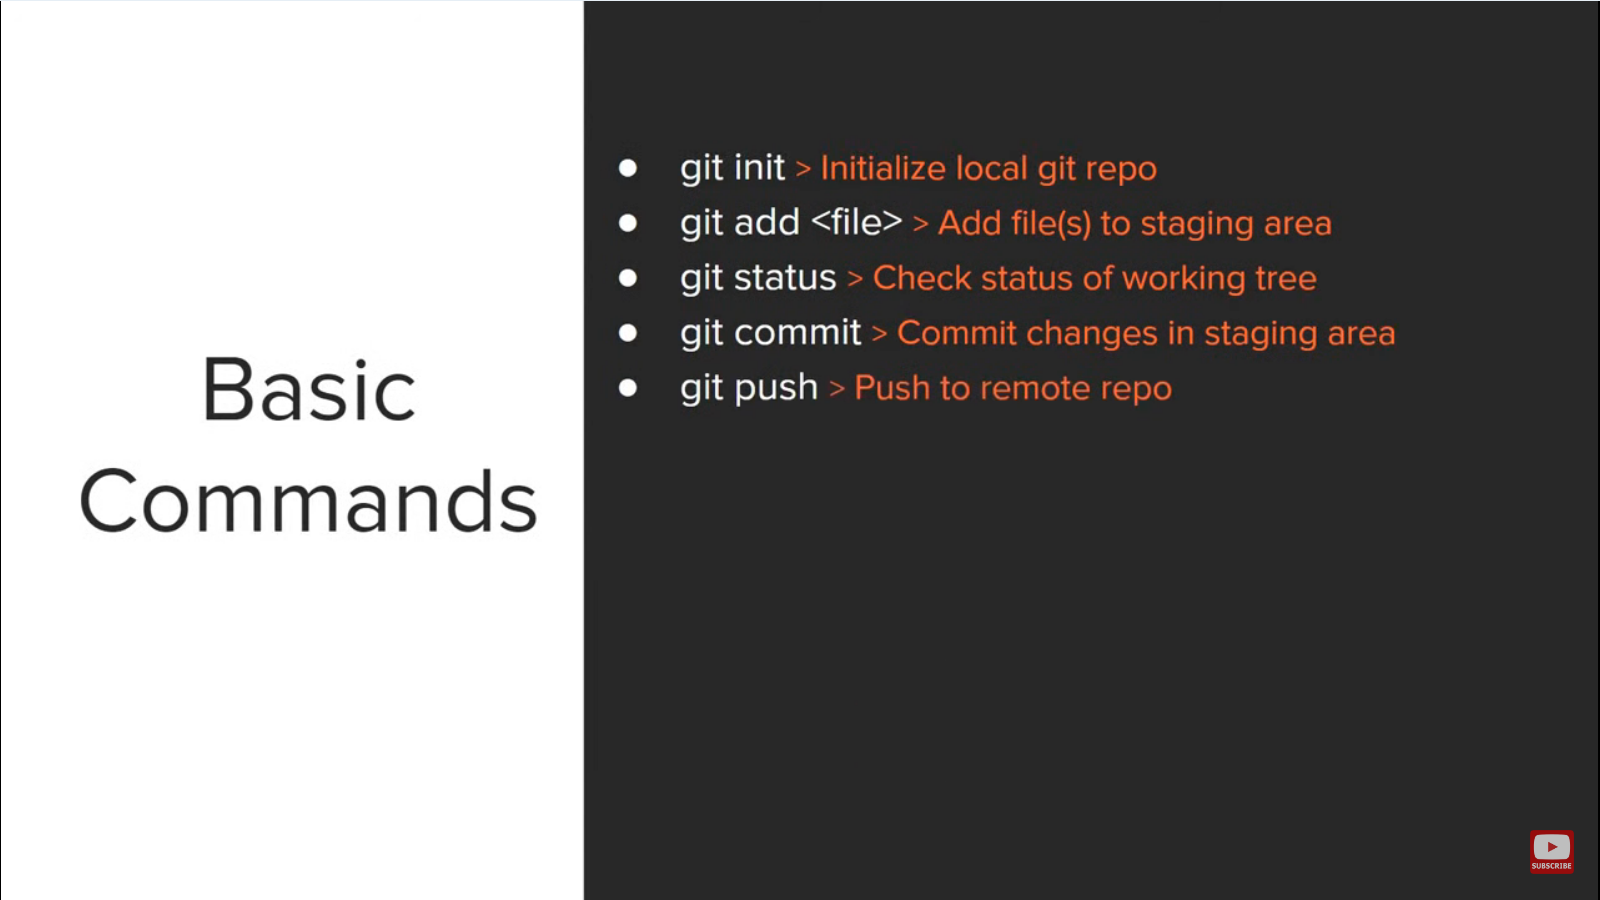 Basic
Commands
● git init > Initialize local git repo
● git add <file> > Add file(s) to staging area
● git status > Check status of working tree
● git commit > Commit changes in staging area
● git push > Push to remote repo
SUBSCRIBE